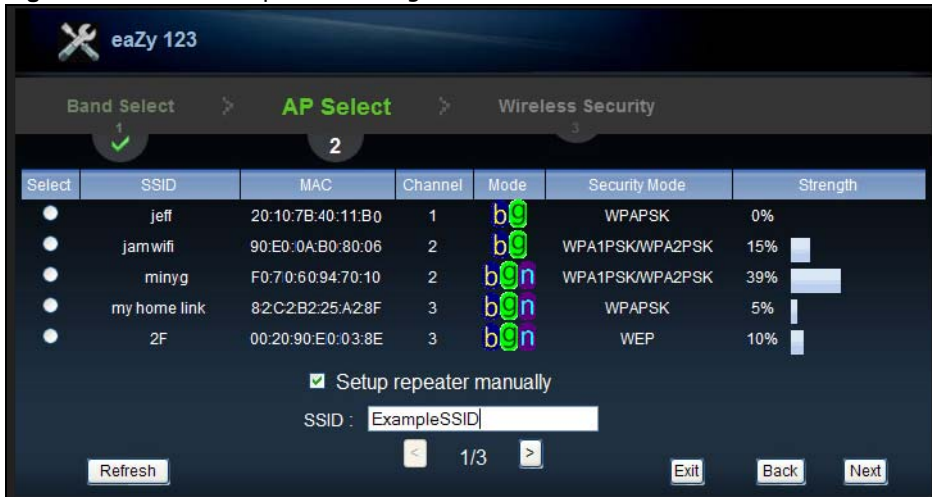 eaZy 123
Band Select > AP Select > Wireless Security
1 2 3
Select SSID MAC Channel Mode Security Mode Strength
jeff 20:10:7B:40:11:B0 1 bg WPAPSK 0%
jamwifi 90:E0:0A:B0:80:06 2 bg WPA1PSK/WPA2PSK 15%
minyg F0:7:0:60:94:70:10 2 bgn WPA1PSK/WPA2PSK 39%
my home link 82:C:2:B2:25:A2:8F 3 bgn WPAPSK 5%
2F 00:20:90:E0:03:8E 3 bgn WEP 10%
Setup repeater manually
SSID : ExampleSSID
< 1/3 >
Refresh Exit Back Next